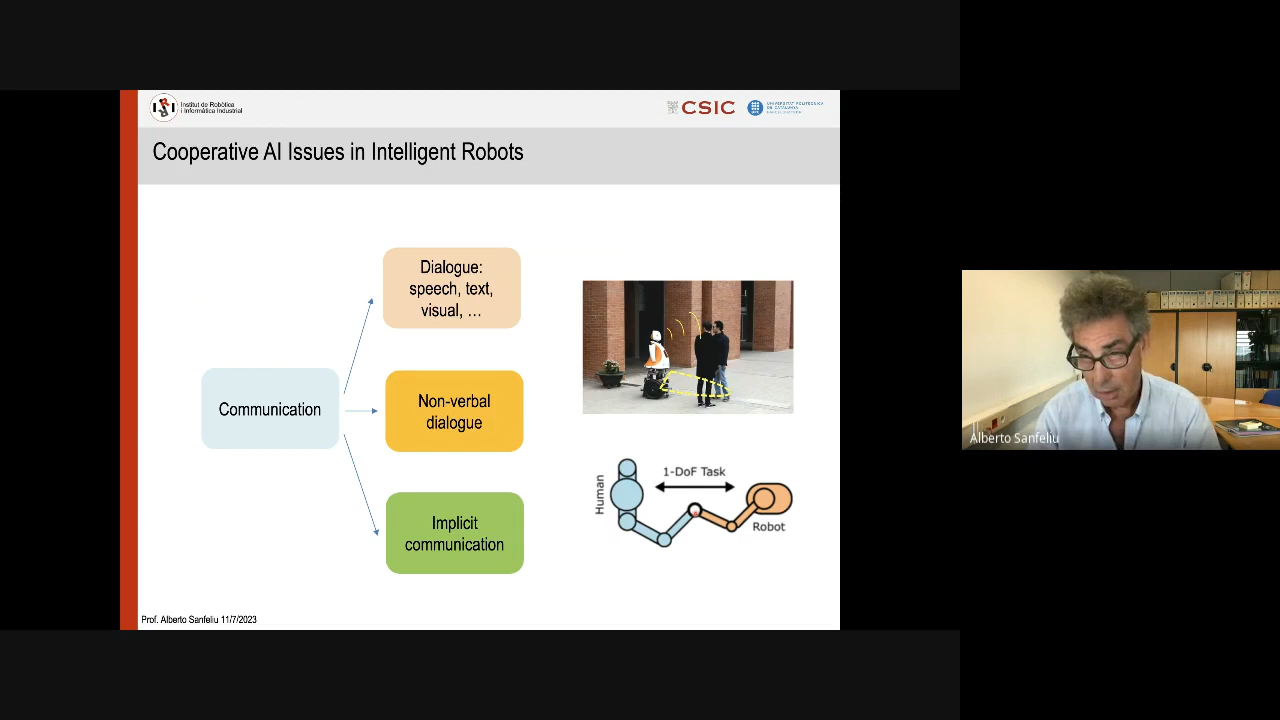 Institut de Robòtica
i Informàtica Industrial
CSIC
UNIVERSITAT POLITÈCNICA
DE CATALUNYA
BARCELONATECH
Cooperative AI Issues in Intelligent Robots
Dialogue:
speech, text,
visual, …
Communication
Non-verbal
dialogue
Implicit
communication
Human
1-DoF Task
Robot
Prof. Alberto Sanfeliu 11/7/2023
Alberto Sanfeliu